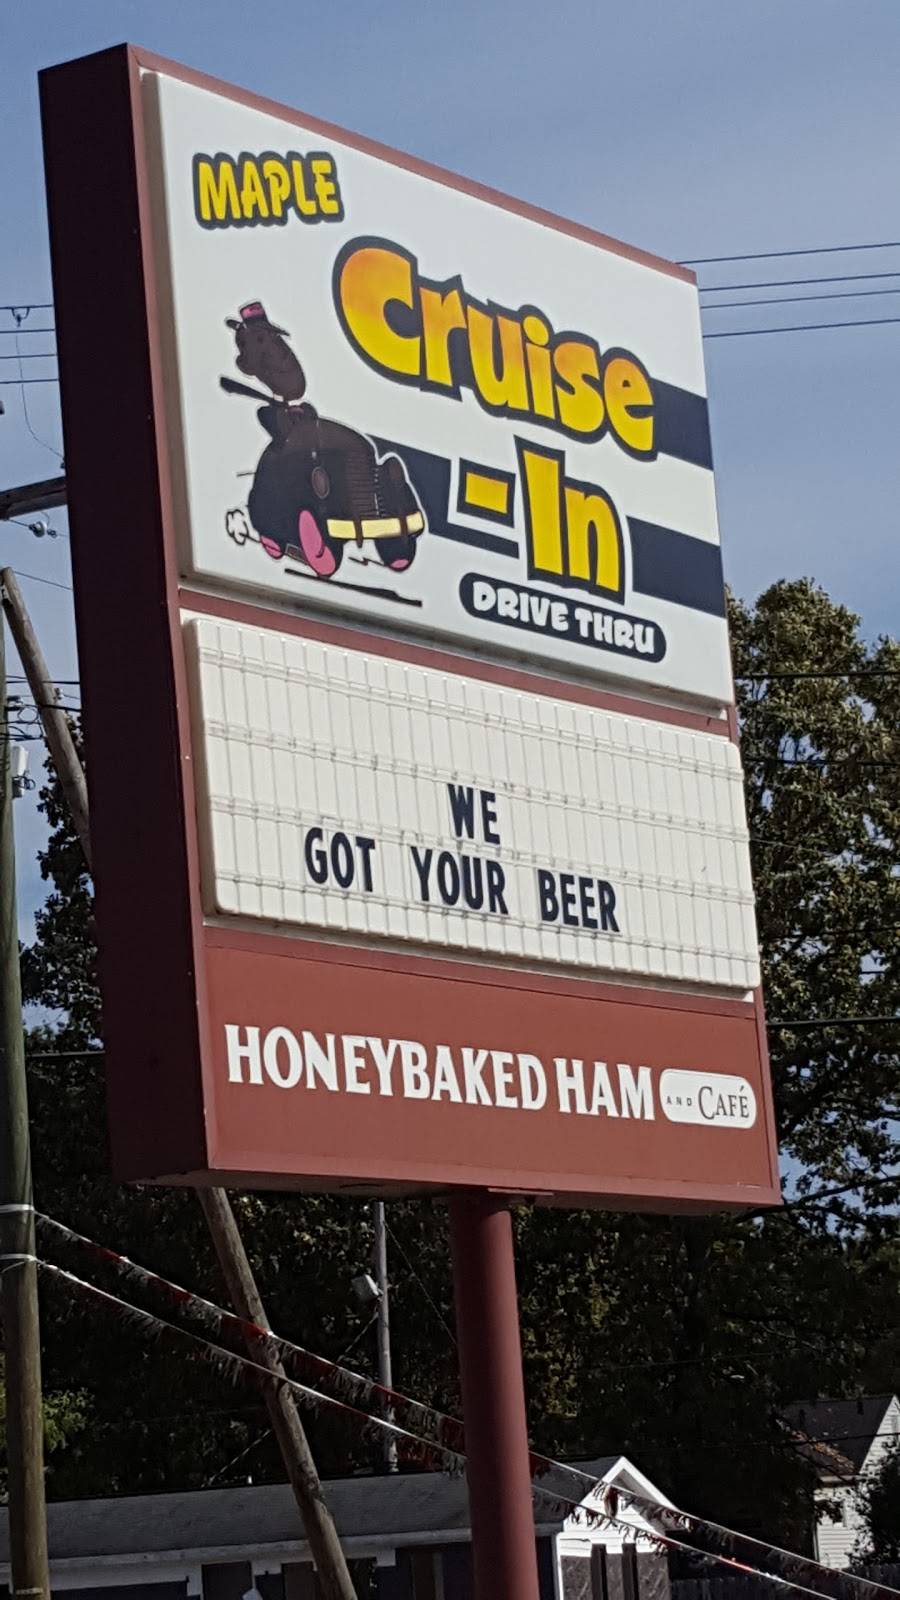 MAPLE
Cruise
-In
DRIVE THRU
WE
GOT YOUR BEER
HONEYBAKED HAM AND CAFÉ